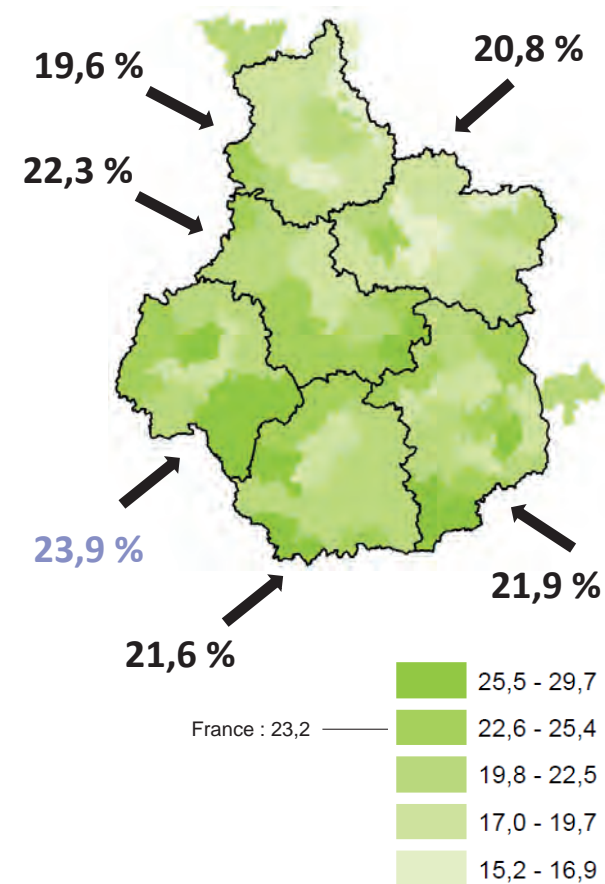 20,8 %
19,6 %
22,3 %
23,9 %
21,9 %
21,6 %
25,5 - 29,7
France : 23,2
22,6 - 25,4
19,8 - 22,5
17,0 - 19,7
15,2 - 16,9